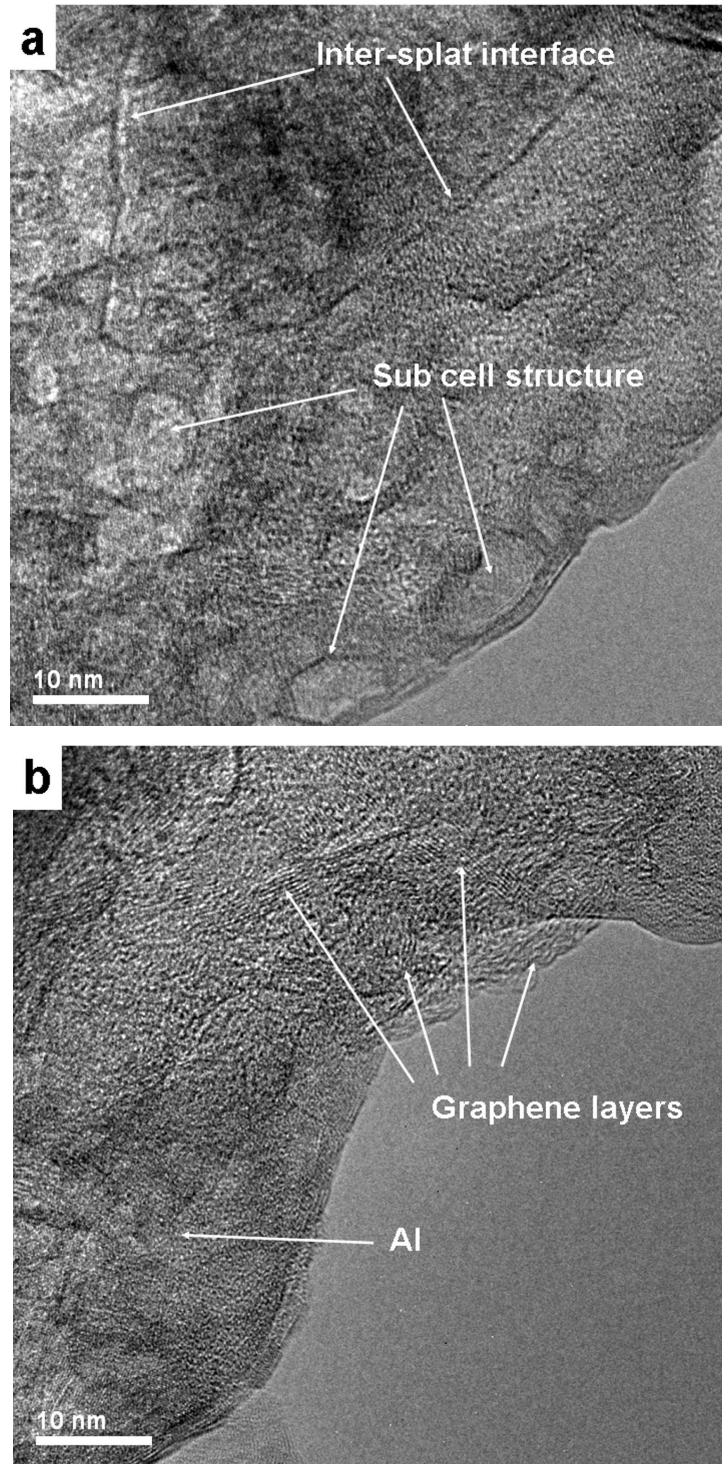 a
Inter-splat interface
Sub cell structure
10 nm
b
Graphene layers
Al
10 nm